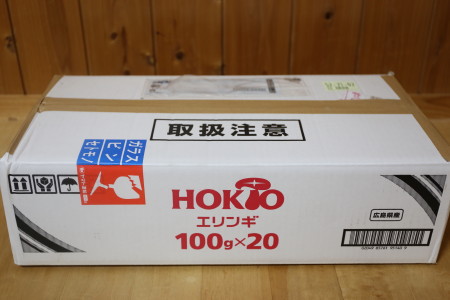 取扱注意
ガラス
ビン
セトモノ
HOKTO
エリンギ
100g×20
広島県産